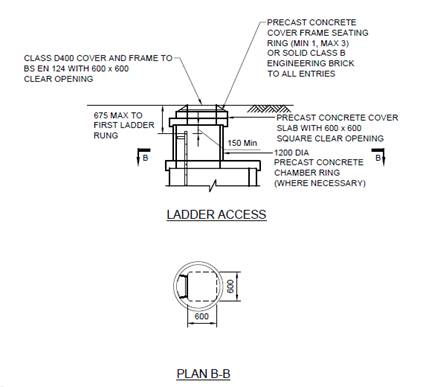 PRECAST CONCRETE
COVER FRAME SEATING
RING (MIN 1, MAX 3)
OR SOLID CLASS B
ENGINEERING BRICK
TO ALL ENTRIES
CLASS D400 COVER AND FRAME TO
BS EN 124 WITH 600 x 600
CLEAR OPENING
675 MAX TO
FIRST LADDER
RUNG
PRECAST CONCRETE COVER
SLAB WITH 600 x 600
SQUARE CLEAR OPENING
150 Min
B
B
1200 DIA
PRECAST CONCRETE
CHAMBER RING
(WHERE NECESSARY)
LADDER ACCESS
600
600
PLAN B-B